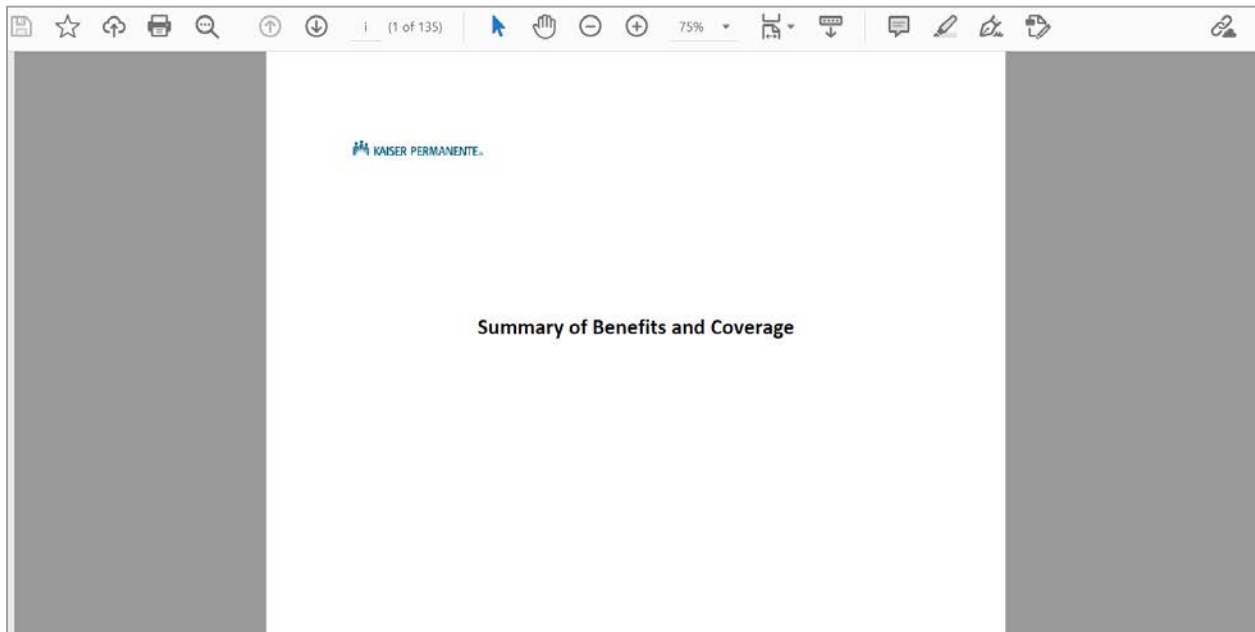 i (1 of 135) 75%
KAISER PERMANENTE®
Summary of Benefits and Coverage